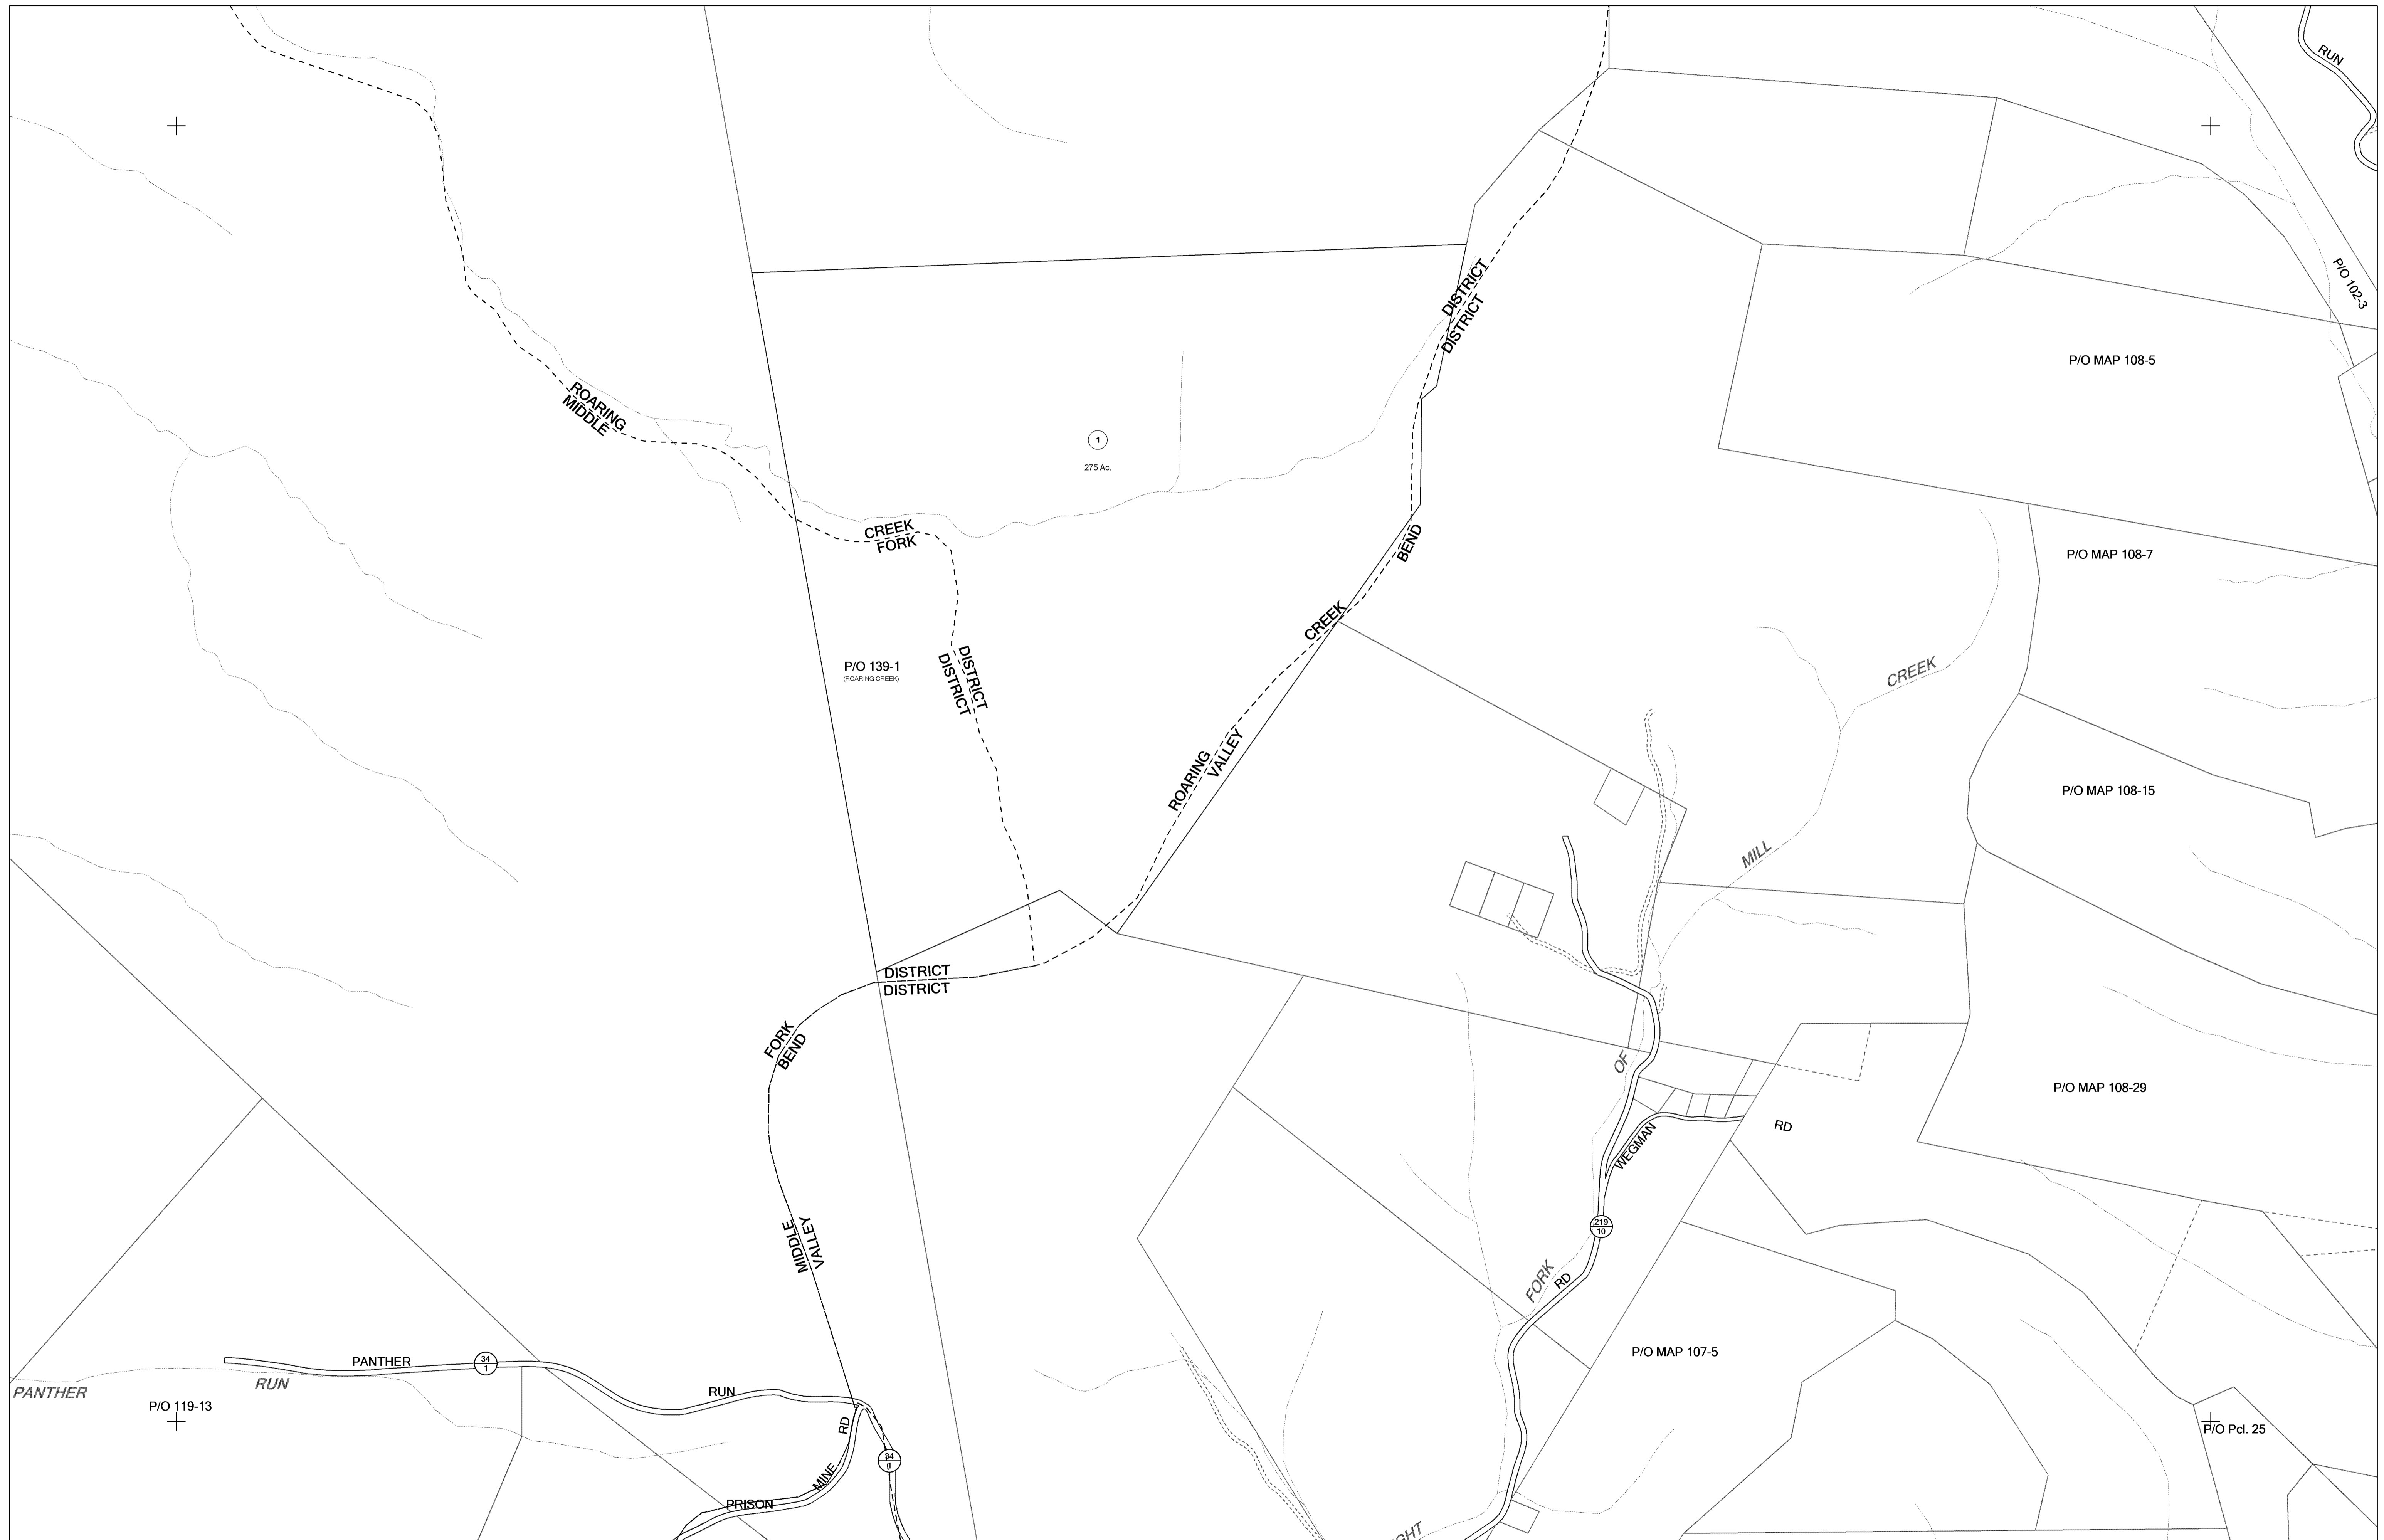 RUN
P/O 102-3
DISTRICT
DISTRICT
P/O MAP 108-5
ROARING
MIDDLE
1
275 Ac.
CREEK
FORK
BEND
P/O MAP 108-7
CREEK
P/O 139-1
(ROARING CREEK)
DISTRICT
DISTRICT
CREEK
ROARING
VALLEY
P/O MAP 108-15
MILL
DISTRICT
DISTRICT
FORK
BEND
OF
P/O MAP 108-29
RD
WEGMAN
MIDDLE
VALLEY
219
10
FORK
RD
P/O MAP 107-5
PANTHER
34
1
RUN
PANTHER
RUN
P/O 119-13
RD
P/O Pcl. 25
34
1
MINE
PRISON
GHT